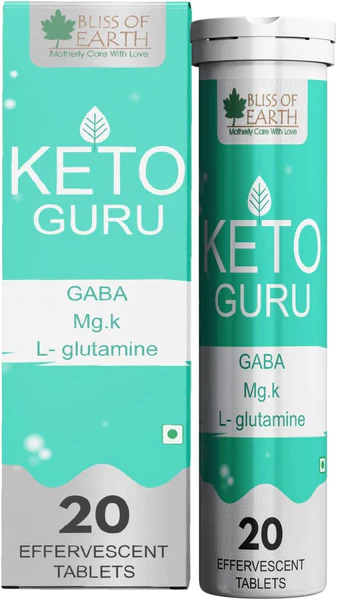 BLISS OF
EARTH
Motherly Care With Love
KETO
GURU
GABA
Mg.k
L- glutamine
20
EFFERVESCENT
TABLETS
BLISS OF
EARTH
Motherly Care With Love
KETO
GURU
GABA
Mg.k
L- glutamine
20
EFFERVESCENT
TABLETS